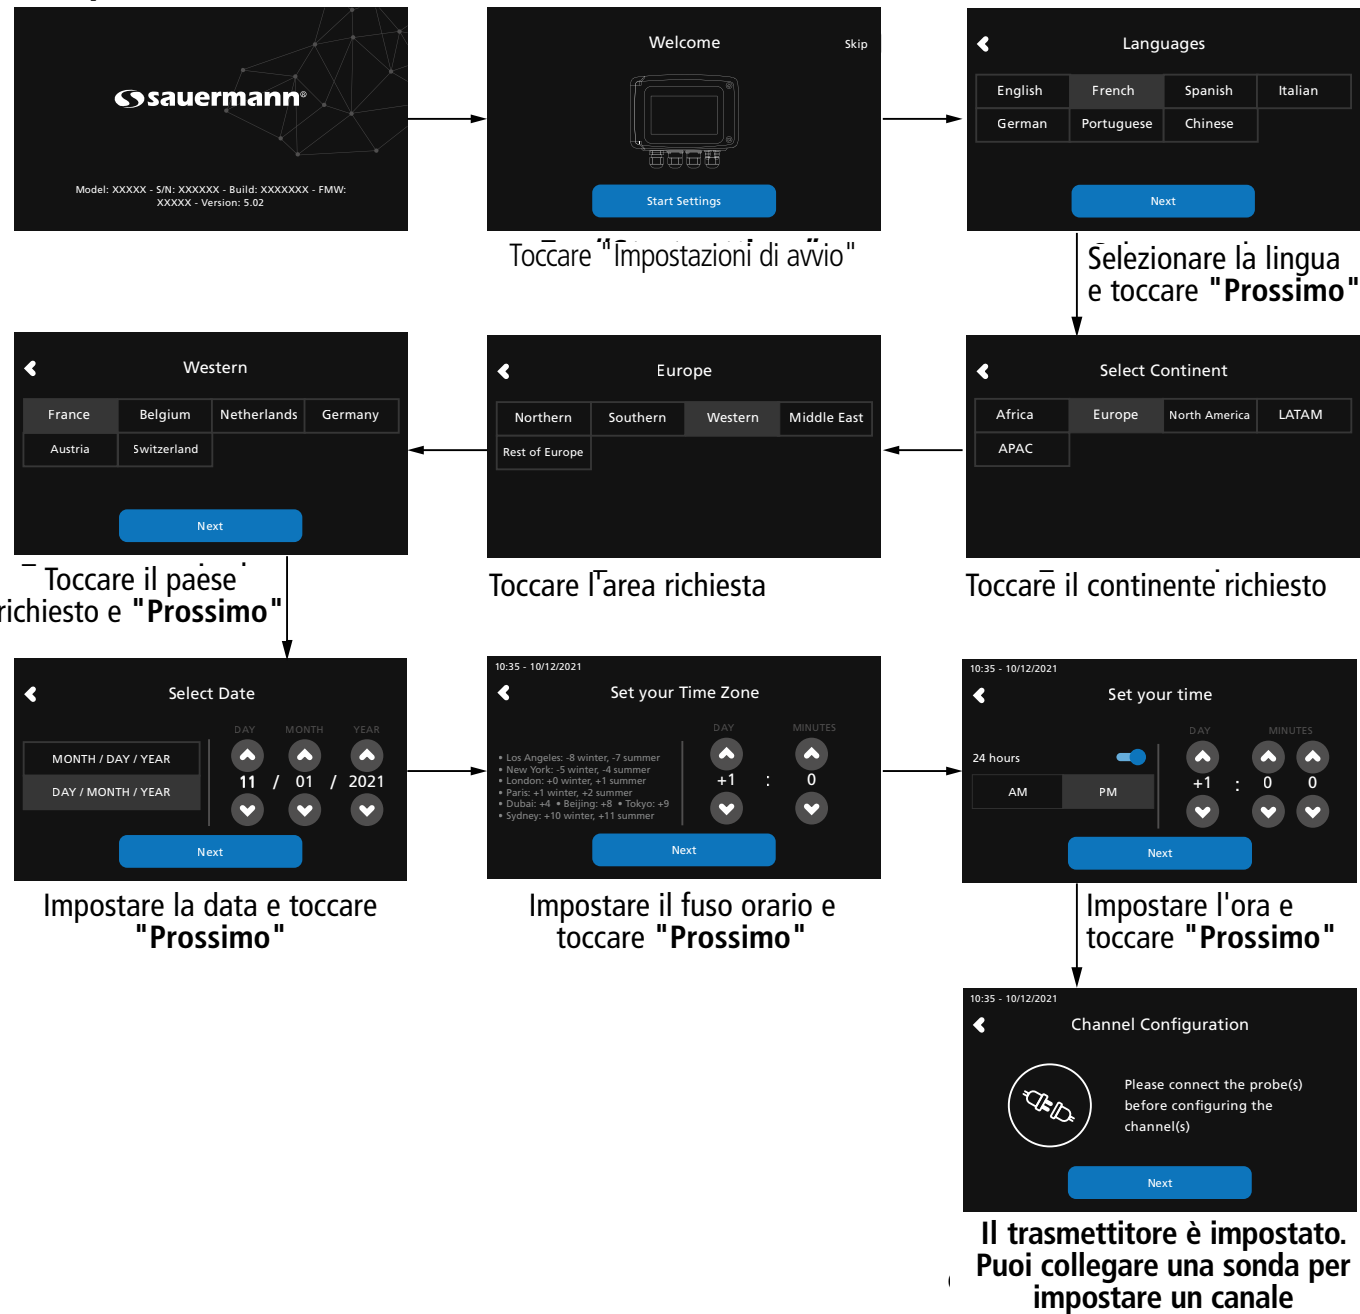 sauermann®
Model: XXXXX - S/N: XXXXXX - Build: XXXXXXX - FMW:
XXXXX - Version: 5.02
Welcome
Skip
Start Settings
Toccare "Impostazioni di avvio"
Languages
English French Spanish Italian
German Portuguese Chinese
Next
Selezionare la lingua
e toccare "Prossimo"
Select Continent
Africa Europe North America LATAM
APAC
Toccare il continente richiesto
Europe
Northern Southern Western Middle East
Rest of Europe
Toccare l'area richiesta
Western
France Belgium Netherlands Germany
Austria Switzerland
Next
Toccare il paese
richiesto e "Prossimo"
Select Date
DAY MONTH YEAR
MONTH / DAY / YEAR
DAY / MONTH / YEAR
11 / 01 / 2021
Next
Impostare la data e toccare
"Prossimo"
10:35 - 10/12/2021
Set your Time Zone
DAY MINUTES
• Los Angeles: -8 winter, -7 summer
• New York: -5 winter, -4 summer
• London: +0 winter, +1 summer
• Paris: +1 winter, +2 summer
• Dubai: +4 • Beijing: +8 • Tokyo: +9
• Sydney: +10 winter, +11 summer
+1 : 0
Next
Impostare il fuso orario e
toccare "Prossimo"
10:35 - 10/12/2021
Set your time
DAY MINUTES
24 hours
AM PM
+1 : 0 0
Next
Impostare l'ora e
toccare "Prossimo"
10:35 - 10/12/2021
Channel Configuration
Please connect the probe(s)
before configuring the
channel(s)
Next
Il trasmettitore è impostato.
Puoi collegare una sonda per
impostare un canale